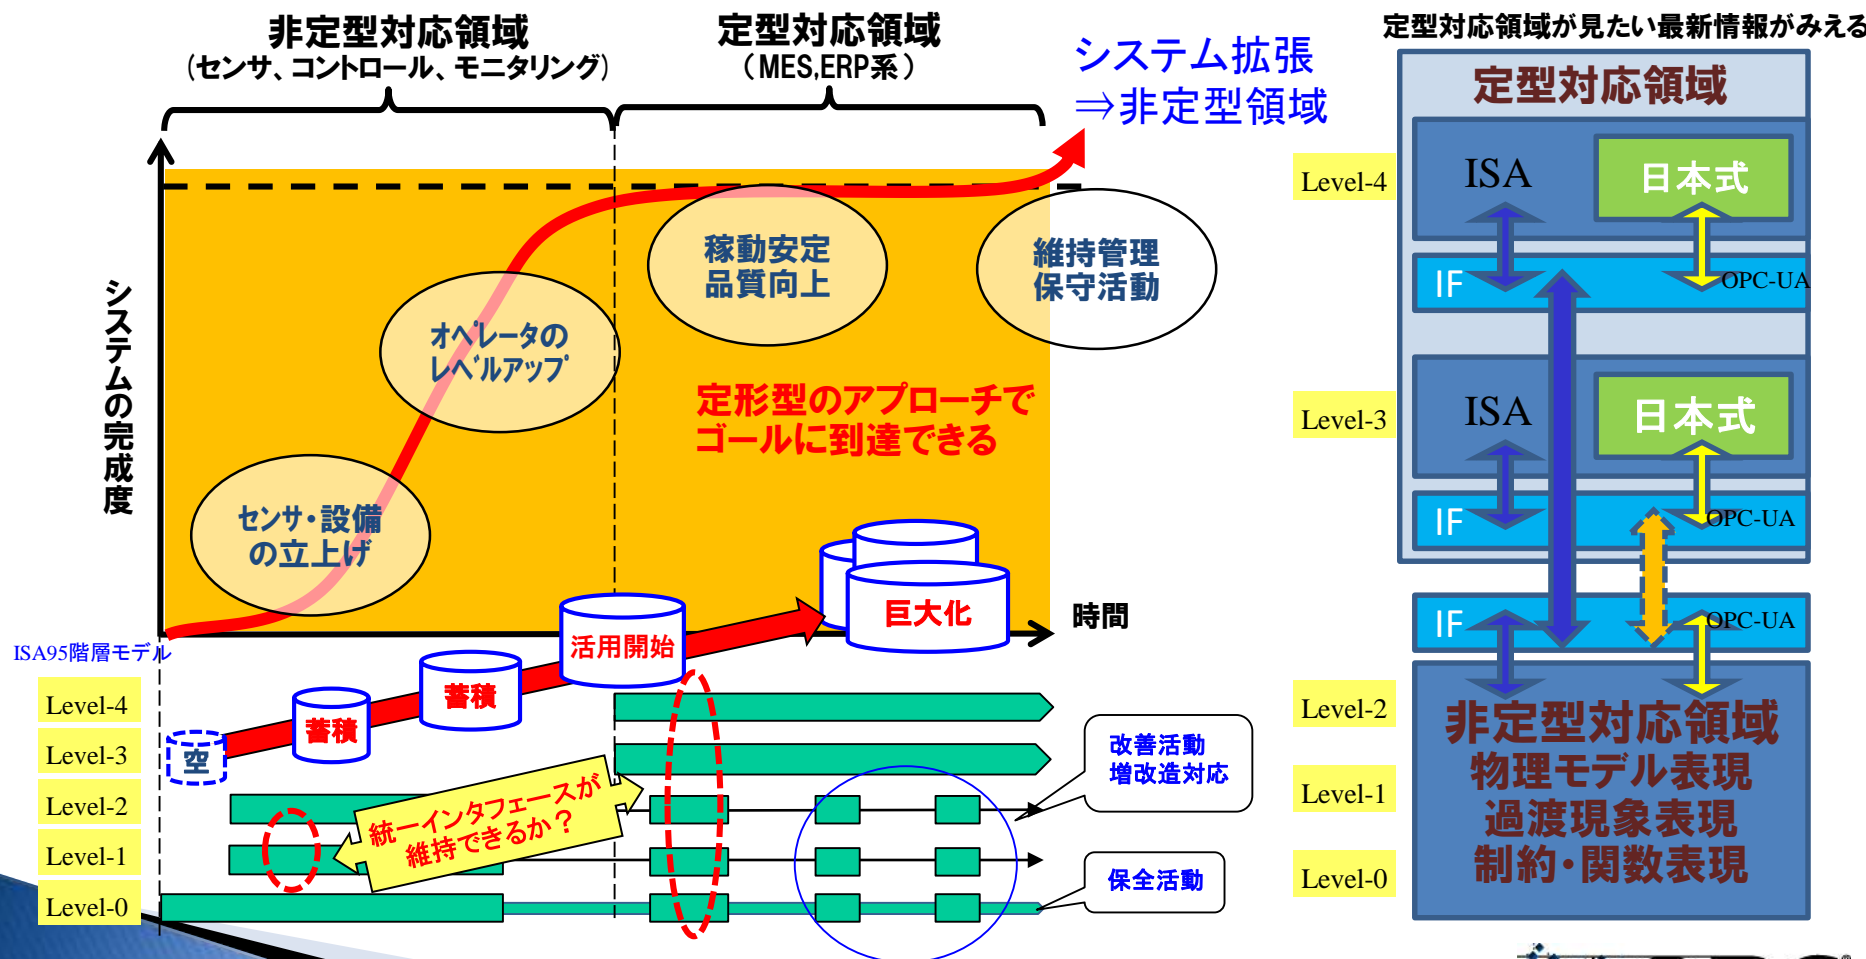 非定型対応領域
(センサ、コントロール、モニタリング)
定型対応領域
（MES,ERP系）
システム拡張
⇒非定型領域
システムの完成度
稼動安定
品質向上
維持管理
保守活動
オペレータの
レベルアップ
定形型のアプローチで
ゴールに到達できる
センサ・設備
の立上げ
巨大化
時間
活用開始
蓄積
蓄積
空
ISA95階層モデル
Level-4
Level-3
Level-2
Level-1
Level-0
統一インタフェースが
維持できるか？
改善活動
増改造対応
保全活動
定型対応領域が見たい最新情報がみえる
定型対応領域
Level-4
ISA
日本式
IF
OPC-UA
Level-3
ISA
日本式
IF
OPC-UA
IF
OPC-UA
Level-2
Level-1
Level-0
非定型対応領域
物理モデル表現
過渡現象表現
制約・関数表現